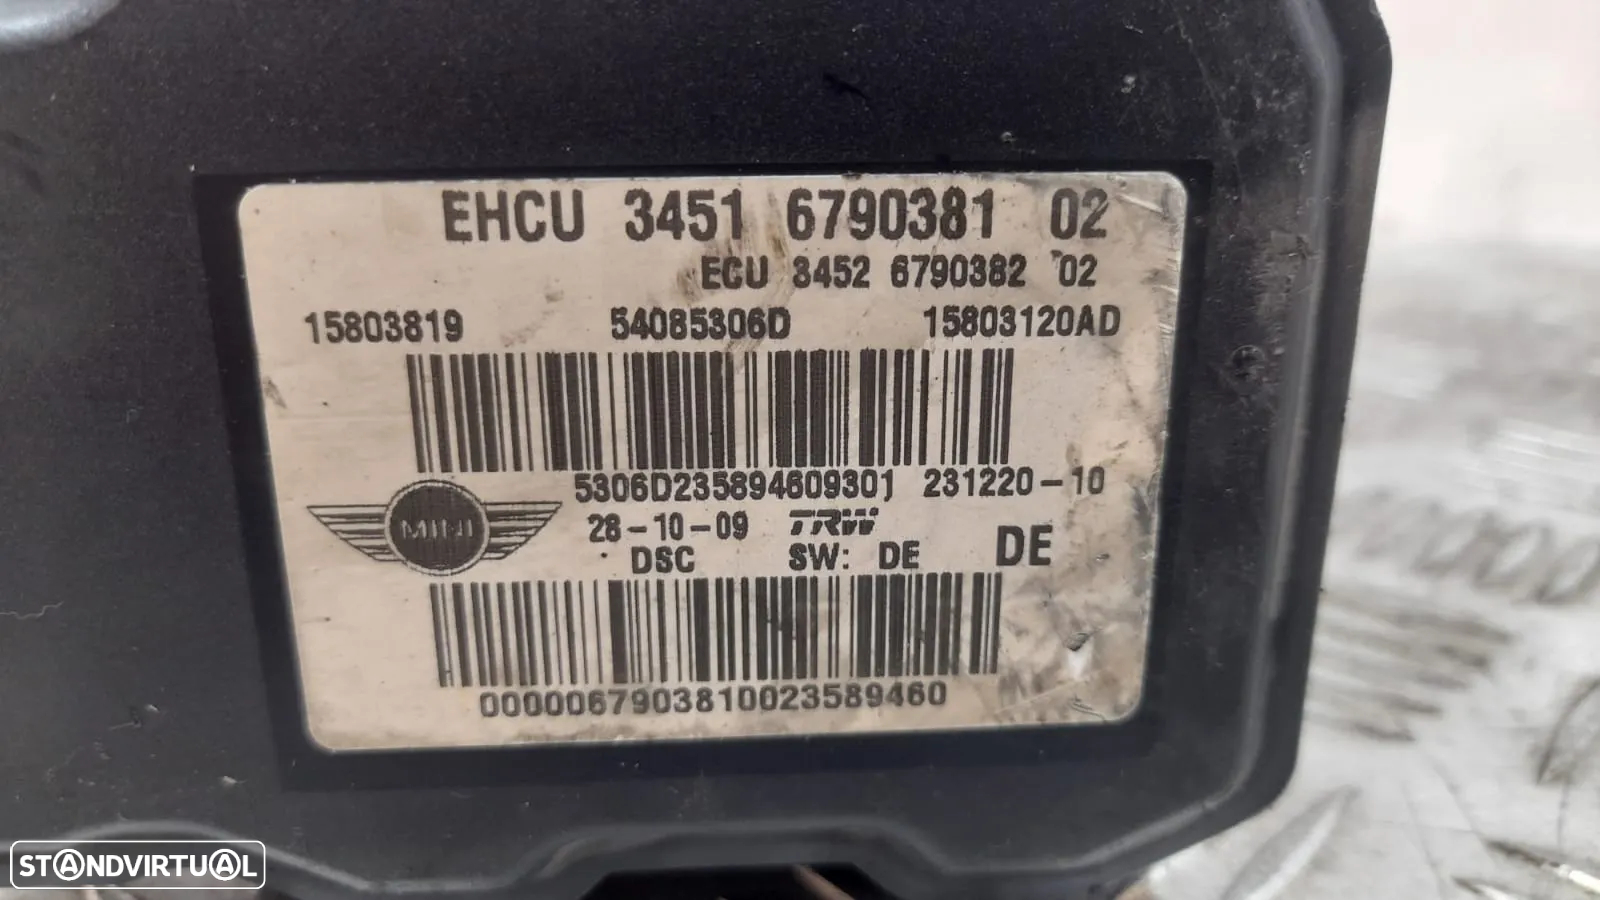 EHCU 3451 6790381 02
ECU 3452 6790382 02
15803819 54085306D 15803120AD
5306D235894609301 231220-10
MINI
28-10-09 TRW
DSC SW: DE DE
0000067903810023589460
STANDVIRTUAL